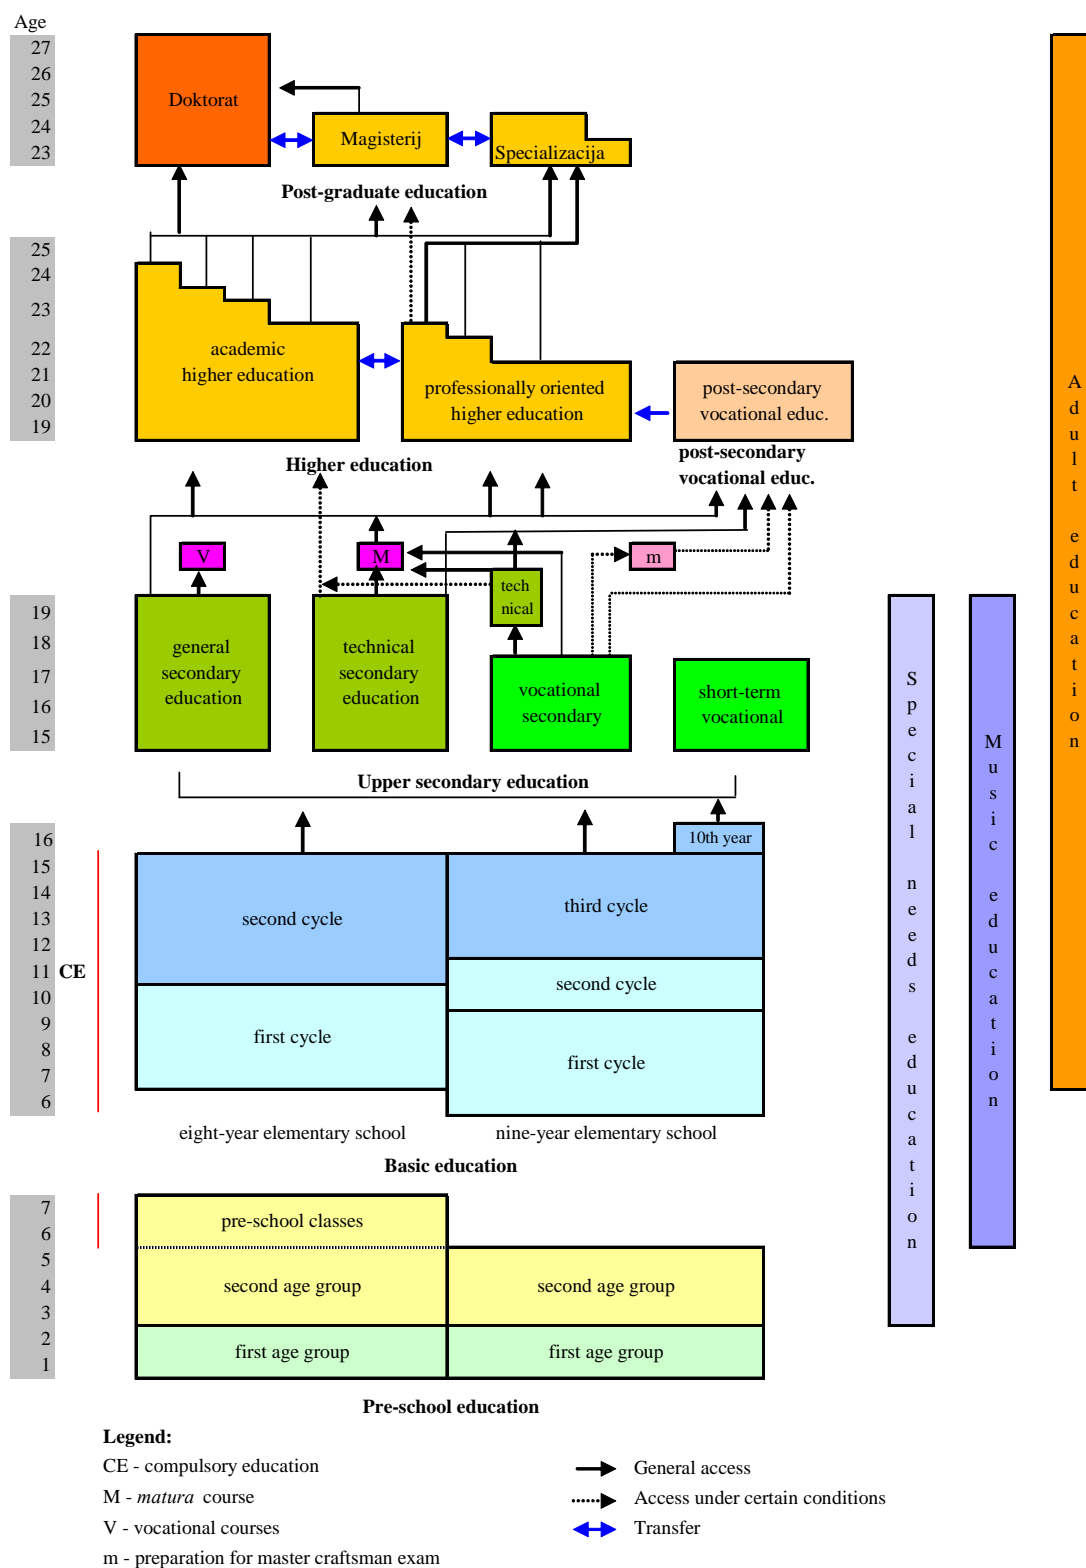 Age
27
26
25
24
23
Doktorat
Magisterij
Specializacija
Post-graduate education
25
24
23
22
21
20
19
academic
higher education
professionally oriented
higher education
post-secondary
vocational educ.
Higher education
post-secondary
vocational educ.
V
M
m
tech
nical
19
18
17
16
15
general
secondary
education
technical
secondary
education
vocational
secondary
short-term
vocational
Upper secondary education
16
15
14
13
12
11
10
9
8
7
6
CE
10th year
second cycle
third cycle
second cycle
first cycle
first cycle
eight-year elementary school
nine-year elementary school
Basic education
7
6
5
4
3
2
1
pre-school classes
second age group
second age group
first age group
first age group
Pre-school education
Special needs education
Music education
Adult education
Legend:
CE - compulsory education
M - matura course
V - vocational courses
m - preparation for master craftsman exam
General access
Access under certain conditions
Transfer